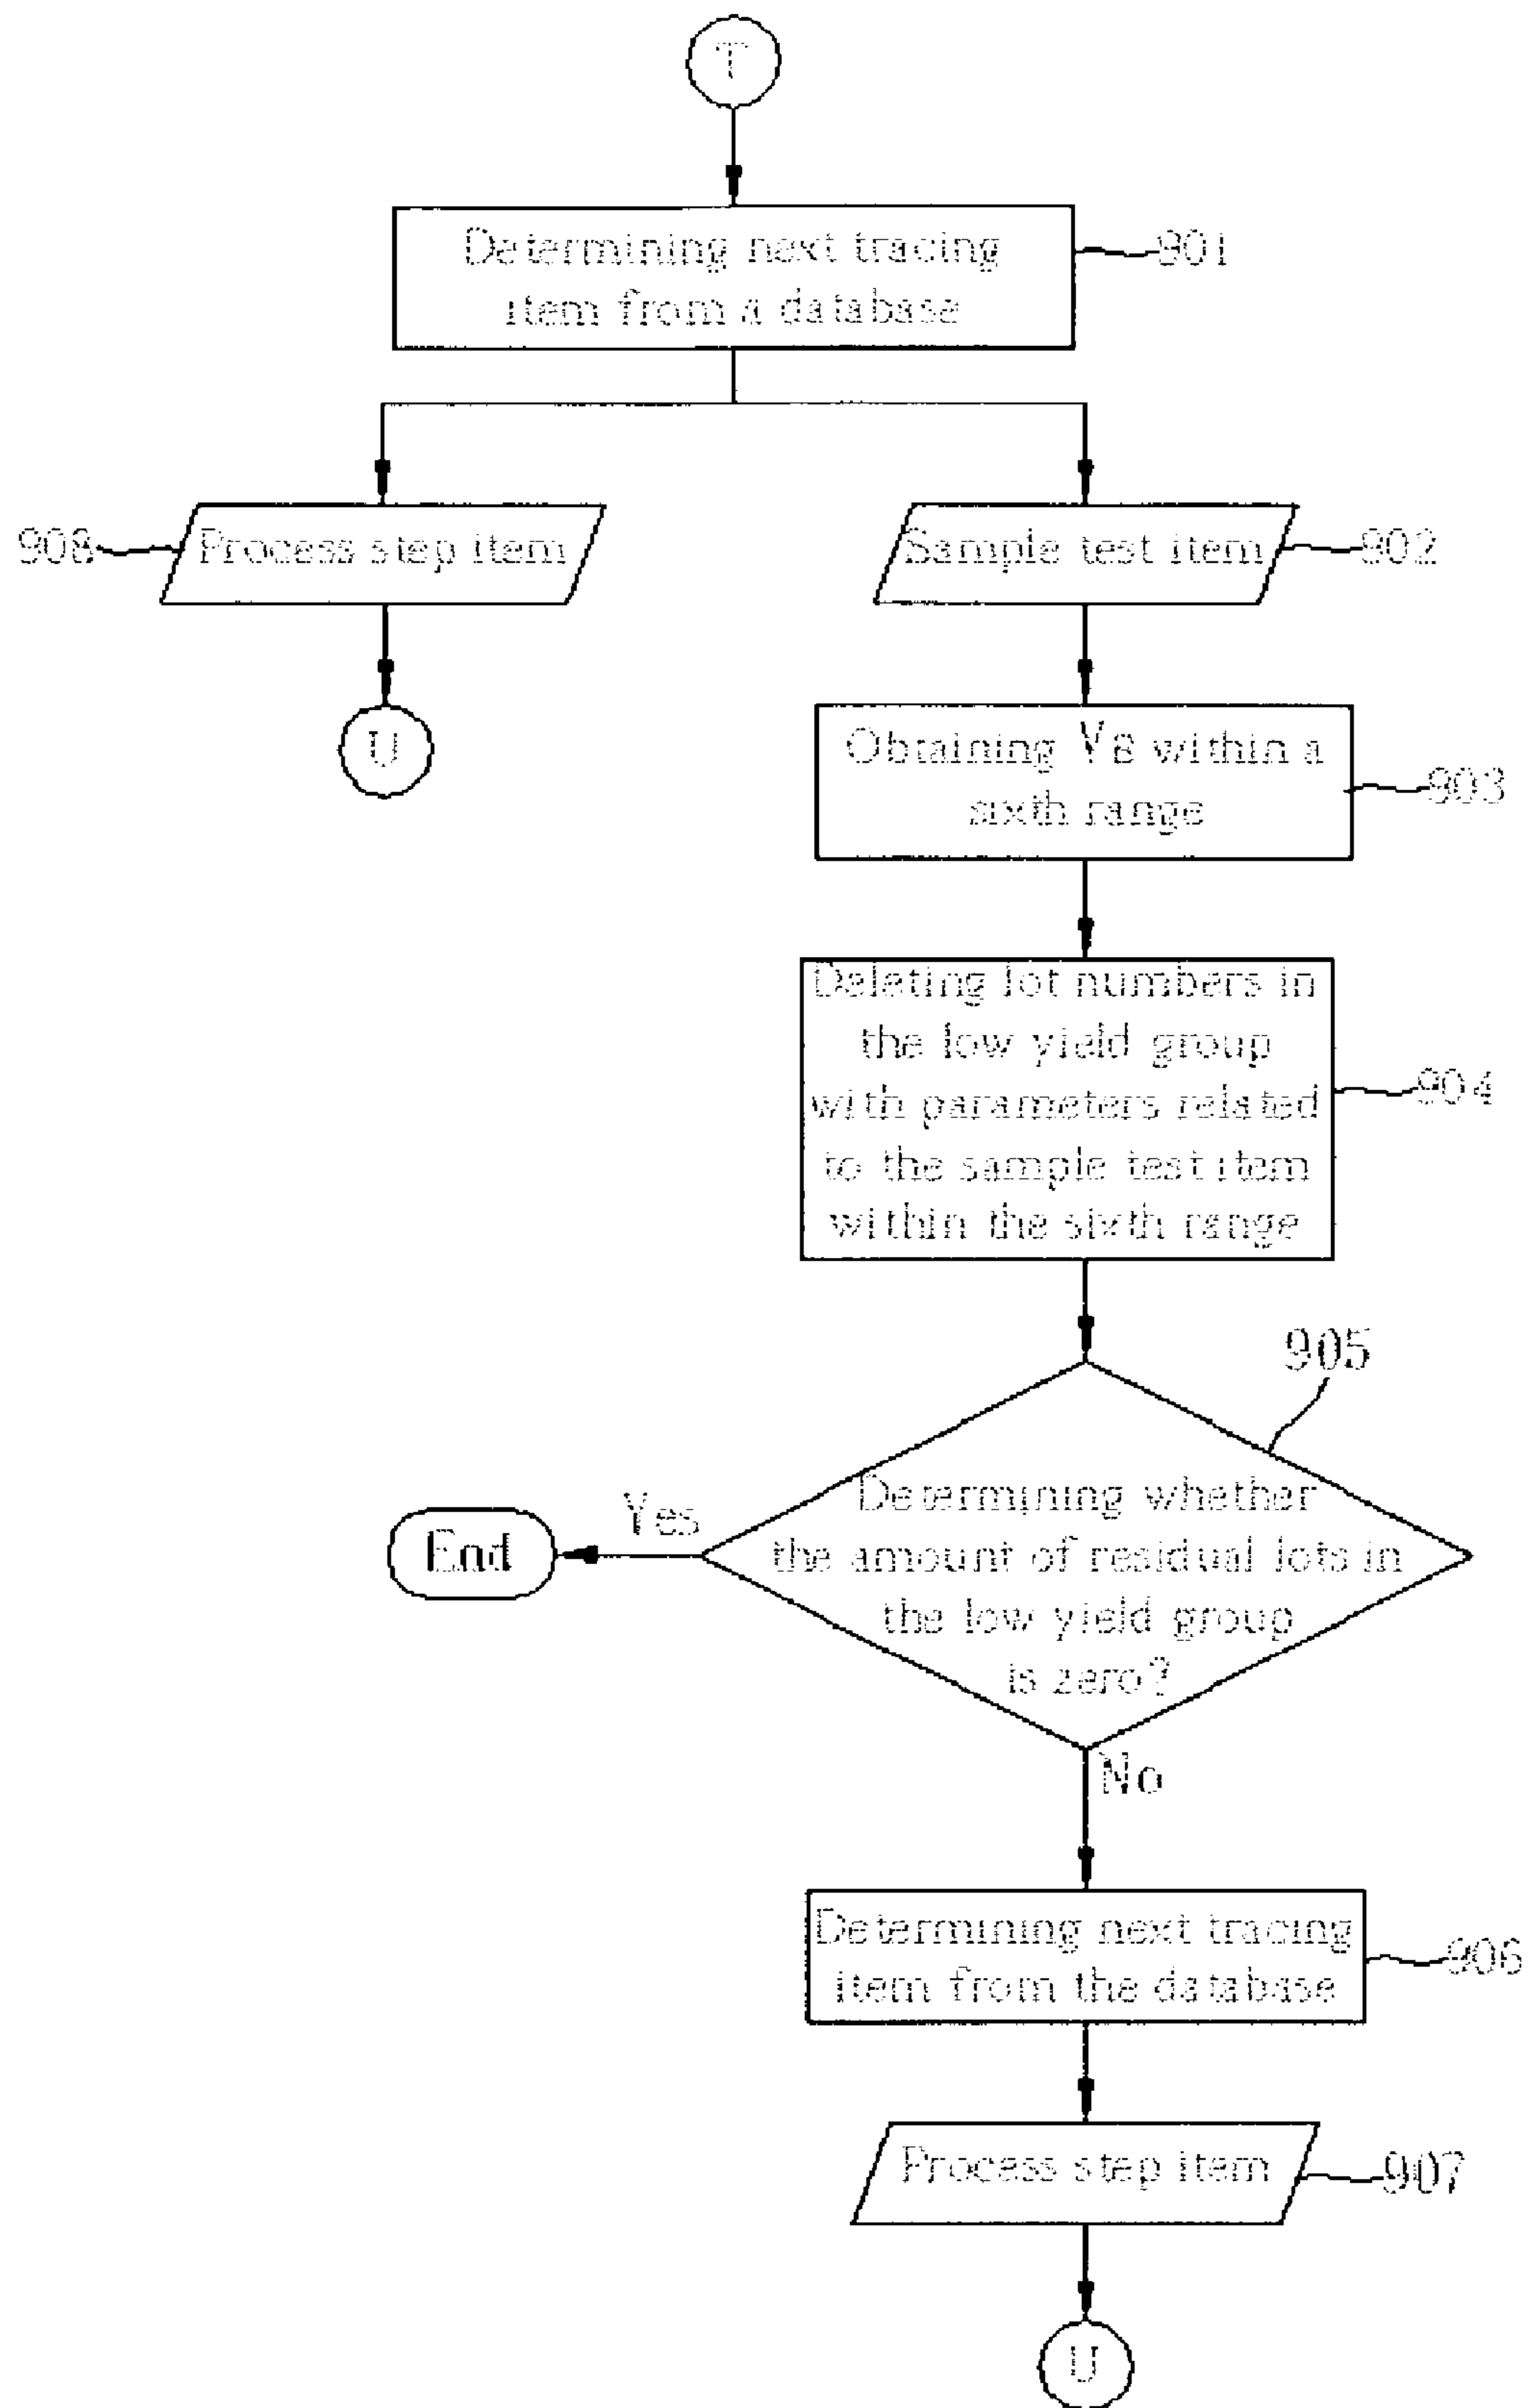 T
Determining next tracing
item from a database
901
908
Process step item
Sample test item
902
U
Obtaining V8 within a
sixth range
903
Deleting lot numbers in
the low yield group
with parameters related
to the sample test item
within the sixth range
904
905
Determining whether
the amount of residual lots in
the low yield group
is zero?
Yes
End
No
Determining next tracing
item from the database
906
Process step item
907
U